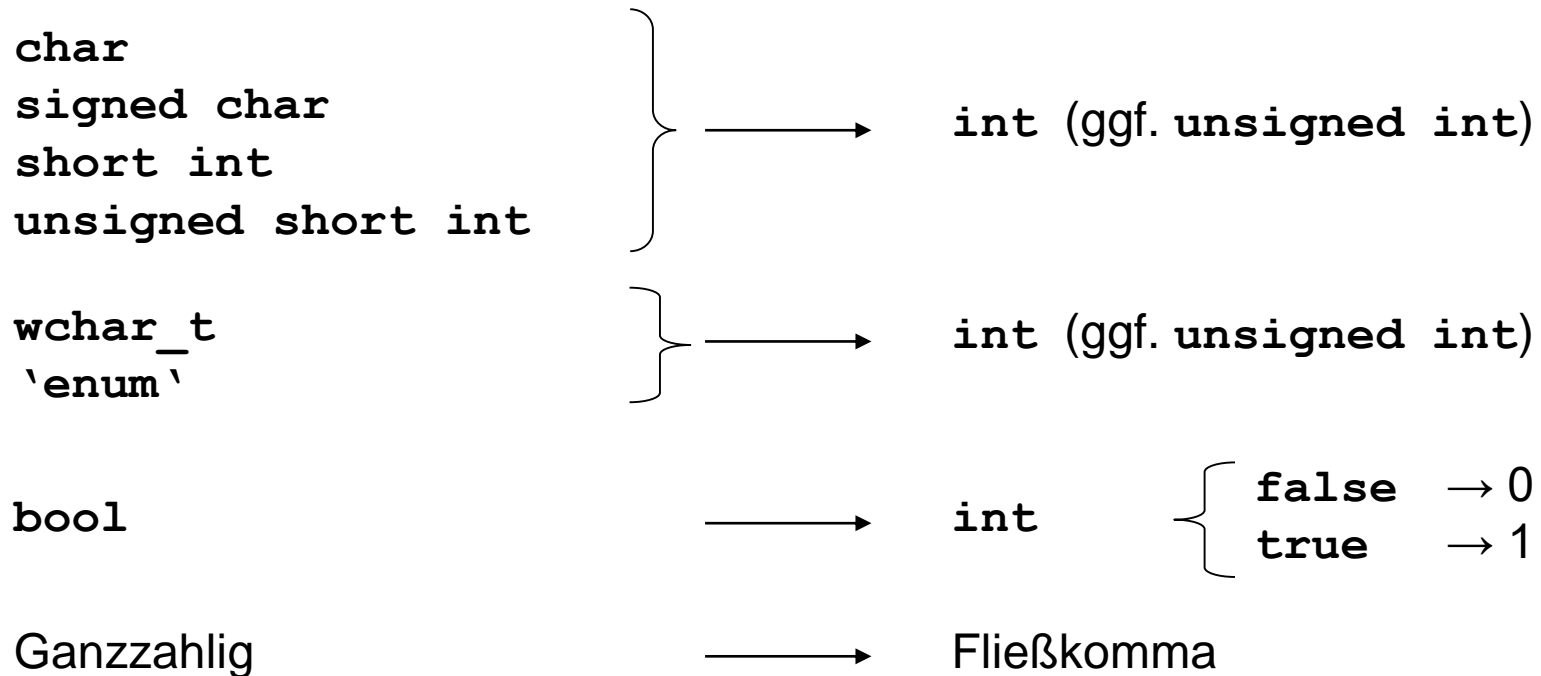 char
signed char
short int
unsigned short int
int (ggf. unsigned int)
wchar_t
‵enum‵
int (ggf. unsigned int)
bool
int
false → 0
true → 1
Ganzzahlig
Fließkomma